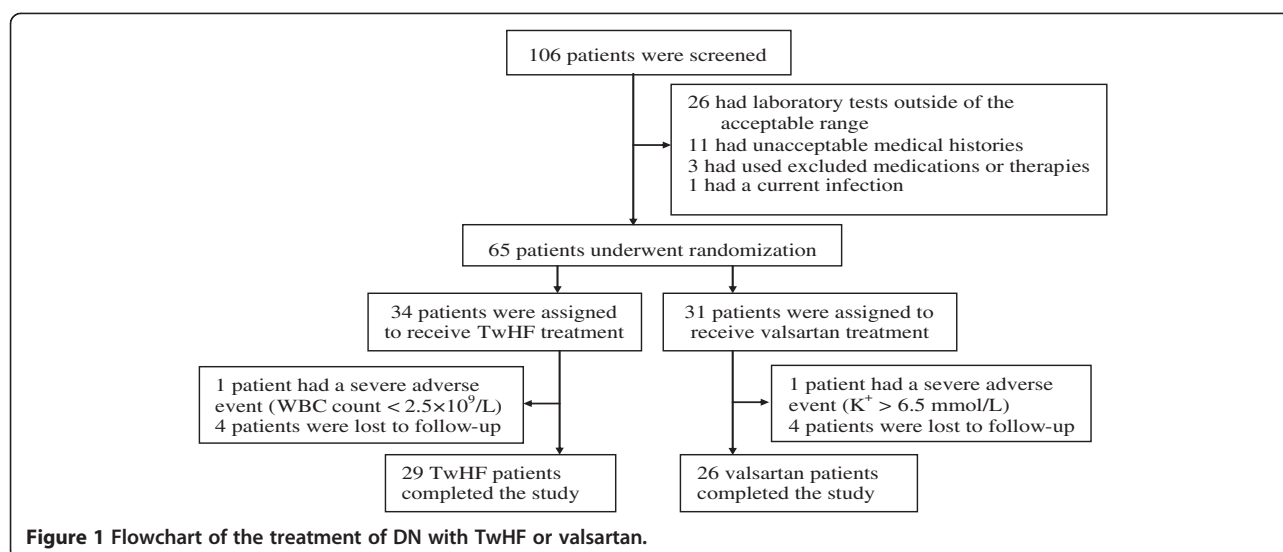 106 patients were screened
26 had laboratory tests outside of the
acceptable range
11 had unacceptable medical histories
3 had used excluded medications or therapies
1 had a current infection
65 patients underwent randomization
34 patients were assigned
to receive TwHF treatment
31 patients were assigned to
receive valsartan treatment
1 patient had a severe adverse
event (WBC count < 2.5×10⁹/L)
4 patients were lost to follow-up
1 patient had a severe adverse
event (K⁺ > 6.5 mmol/L)
4 patients were lost to follow-up
29 TwHF patients
completed the study
26 valsartan patients
completed the study
Figure 1 Flowchart of the treatment of DN with TwHF or valsartan.